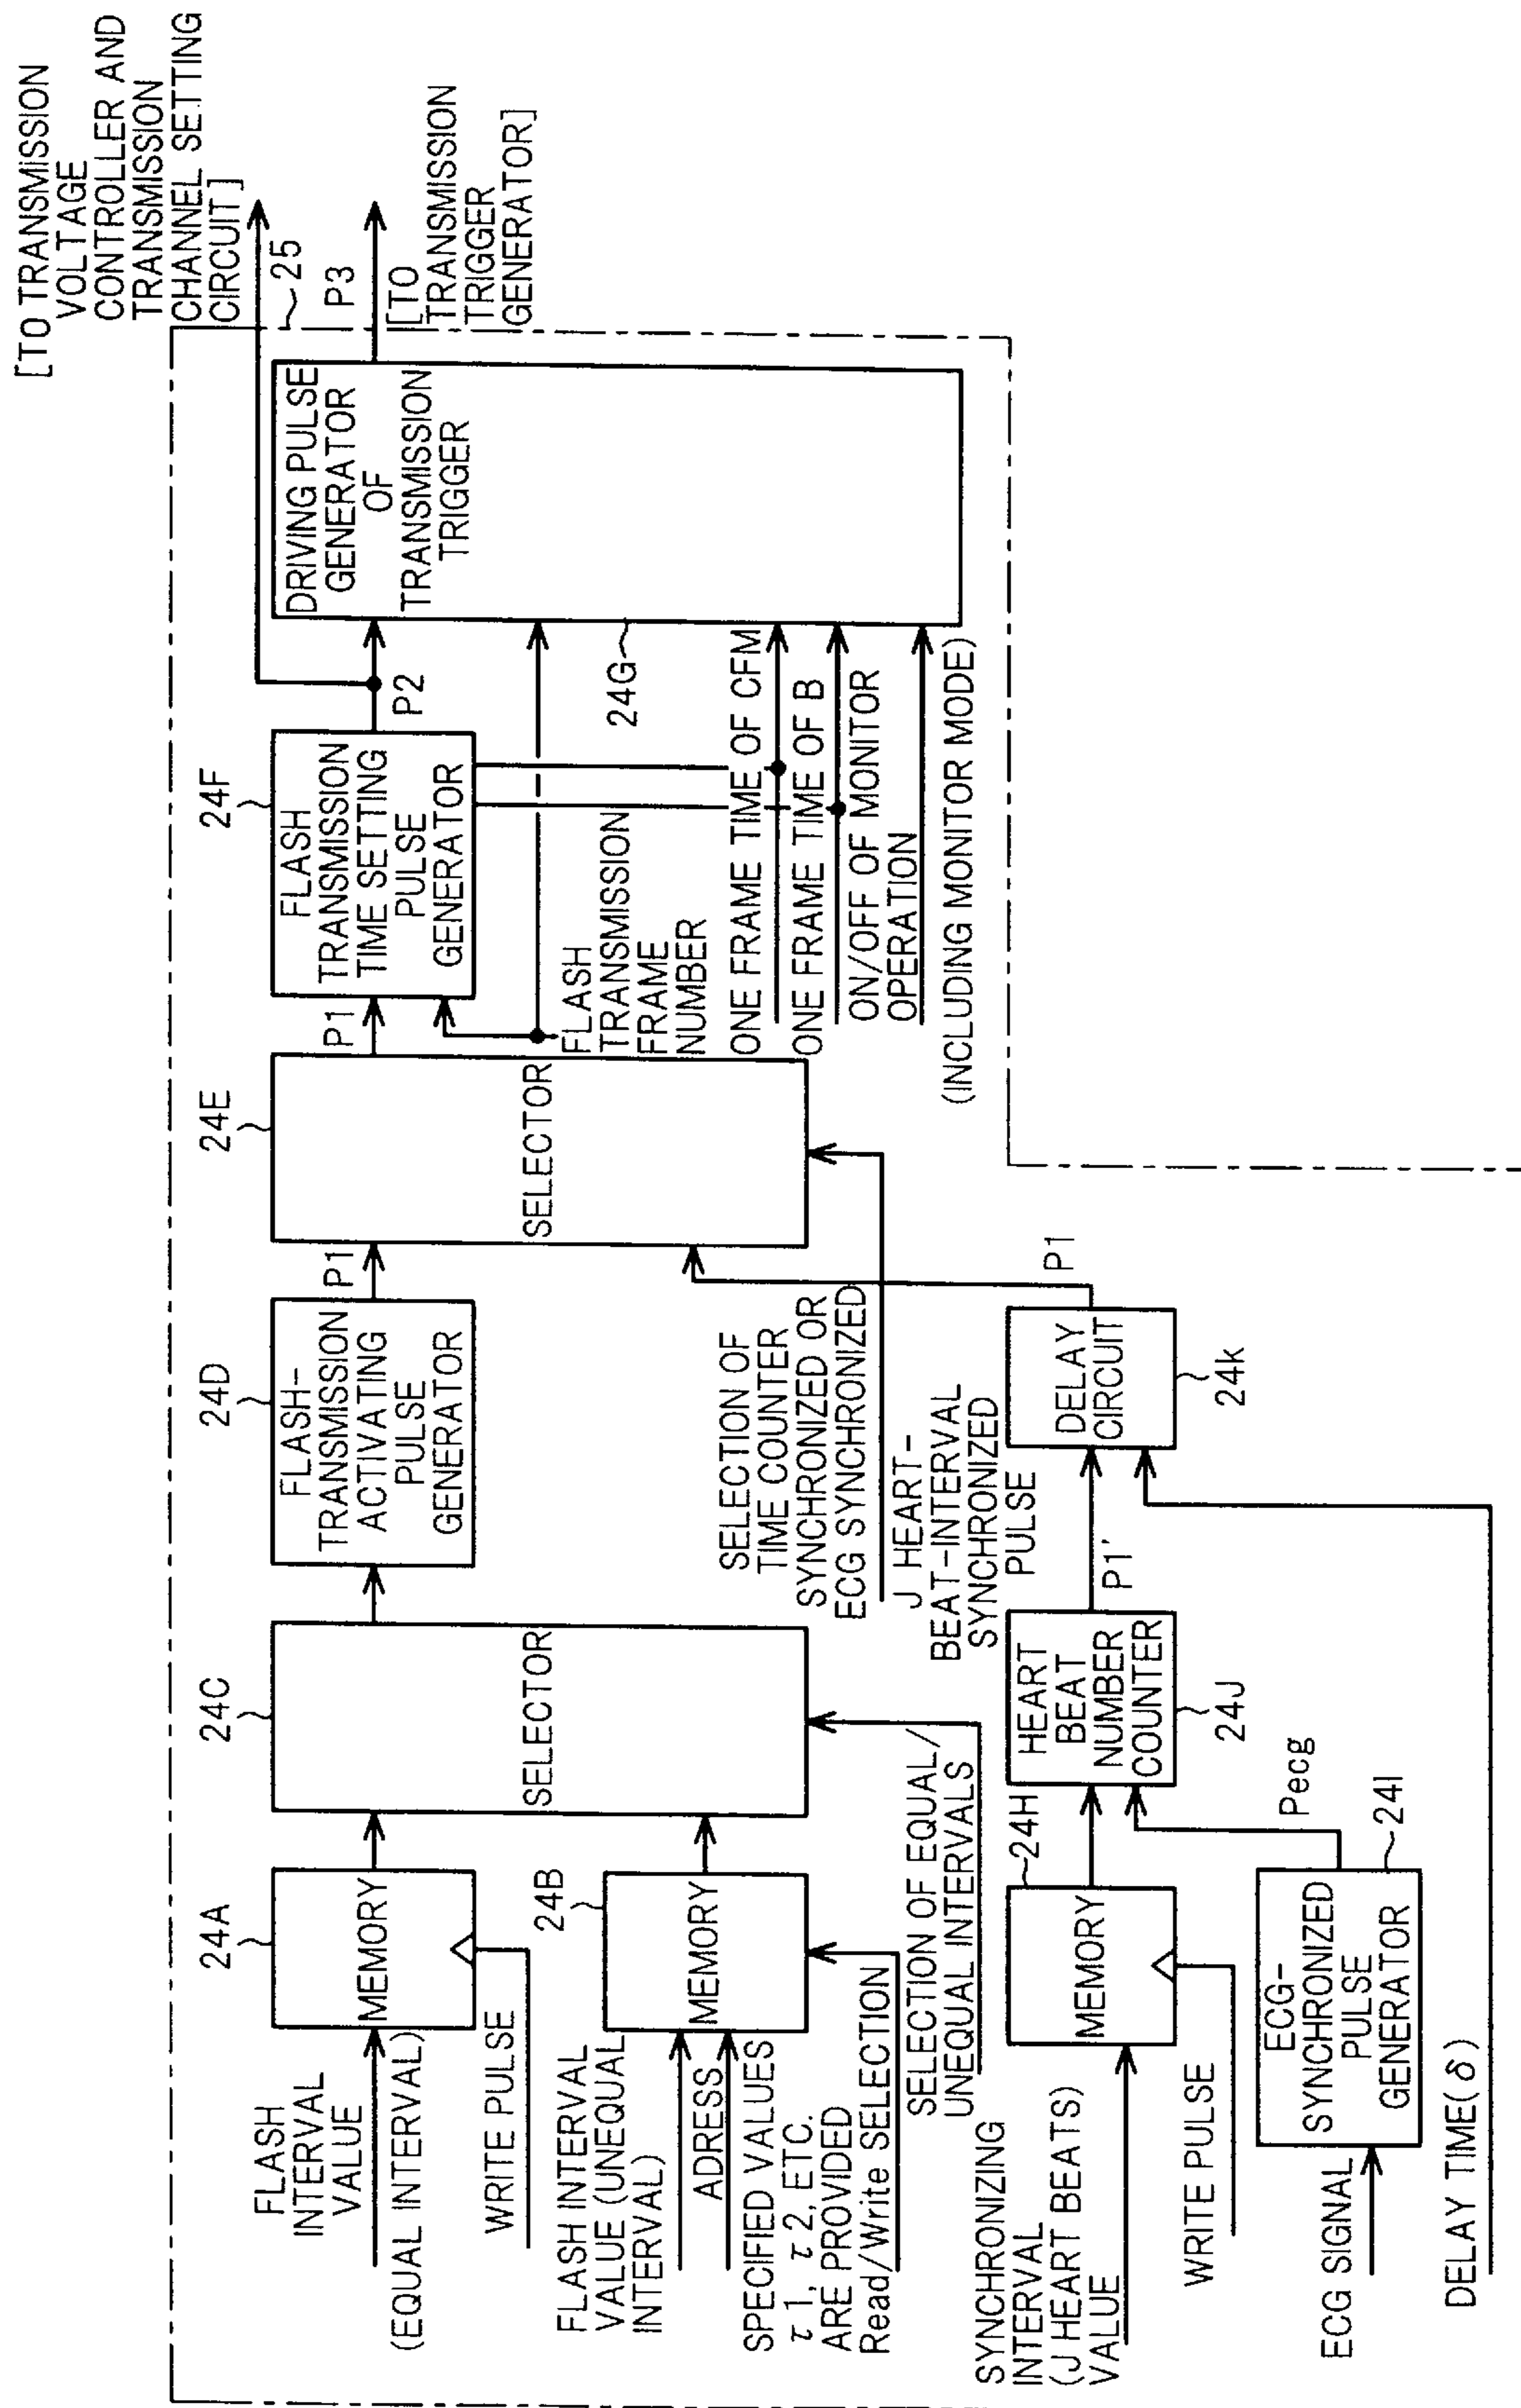 [TO TRANSMISSION
VOLTAGE
CONTROLLER AND
TRANSMISSION
CHANNEL SETTING
CIRCUIT]
25
P3
[TO
TRANSMISSION
TRIGGER
GENERATOR]
24A
MEMORY
FLASH
INTERVAL
VALUE
(EQUAL INTERVAL)
WRITE PULSE
24B
MEMORY
FLASH INTERVAL
VALUE (UNEQUAL
INTERVAL)
ADRESS
SPECIFIED VALUES
τ1, τ2, ETC.
ARE PROVIDED
Read/Write SELECTION
24C
SELECTOR
SELECTION OF EQUAL/
UNEQUAL INTERVALS
24D
FLASH-
TRANSMISSION
ACTIVATING
PULSE
GENERATOR
P1
24E
SELECTOR
SELECTION OF
TIME COUNTER
SYNCHRONIZED OR
ECG SYNCHRONIZED
P1
24F
FLASH
TRANSMISSION
TIME SETTING
PULSE
GENERATOR
P2
FLASH
TRANSMISSION
FRAME
NUMBER
DRIVING PULSE
GENERATOR
OF
TRANSMISSION
TRIGGER
24G
ONE FRAME TIME OF CFM
ONE FRAME TIME OF B
ON/OFF OF MONITOR
OPERATION
(INCLUDING MONITOR MODE)
SYNCHRONIZING
INTERVAL
(J HEART BEATS)
VALUE
24H
MEMORY
WRITE PULSE
HEART
BEAT
NUMBER
COUNTER
24J
J HEART-
BEAT-INTERVAL
SYNCHRONIZED
PULSE
P1'
DELAY
CIRCUIT
24k
P1
ECG SIGNAL
ECG-
SYNCHRONIZED
PULSE
GENERATOR
24I
Pecg
DELAY TIME(δ)